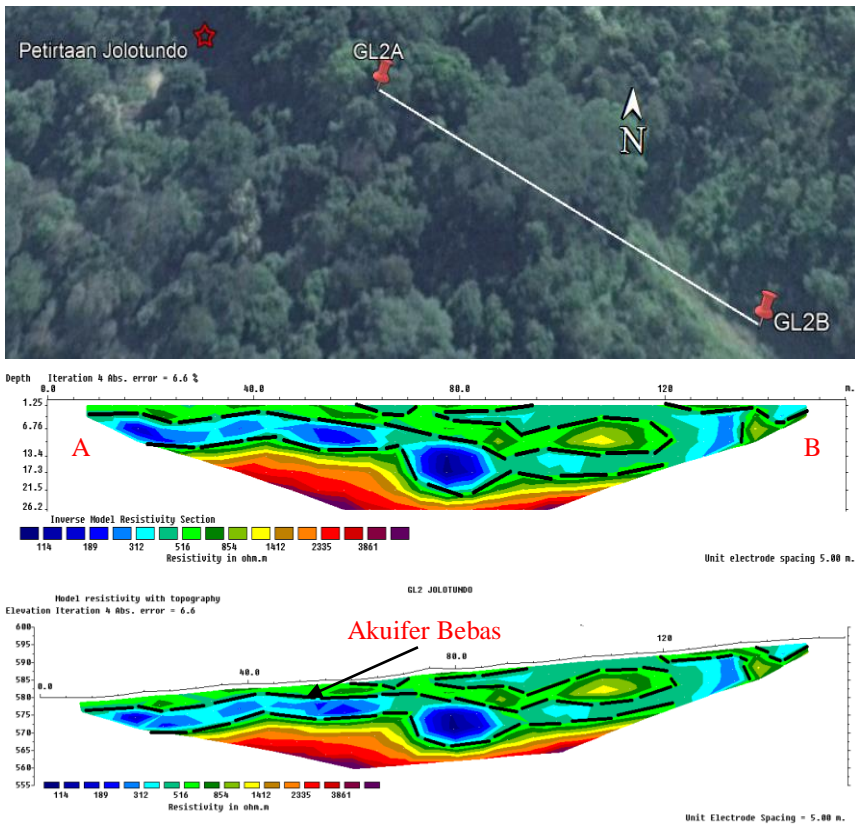 Petirtaan Jolotundo
GL2A
N
GL2B
Depth Iteration 4 Abs. error = 6.6 %
0.0 40.0 80.0 120 m.
1.25
6.76
13.4
17.3
21.5
26.2
A
B
Inverse Model Resistivity Section
114 189 312 516 854 1412 2335 3861
Resistivity in ohm.m
Unit electrode spacing 5.00 m.
GL2 JOLOTUNDO
Model resistivity with topography
Elevation Iteration 4 Abs. error = 6.6
Akuifer Bebas
600
595
590
585
580
575
570
565
560
555
0.0 40.0 80.0 120
114 189 312 516 854 1412 2335 3861
Resistivity in ohm.m
Unit Electrode Spacing = 5.00 m.